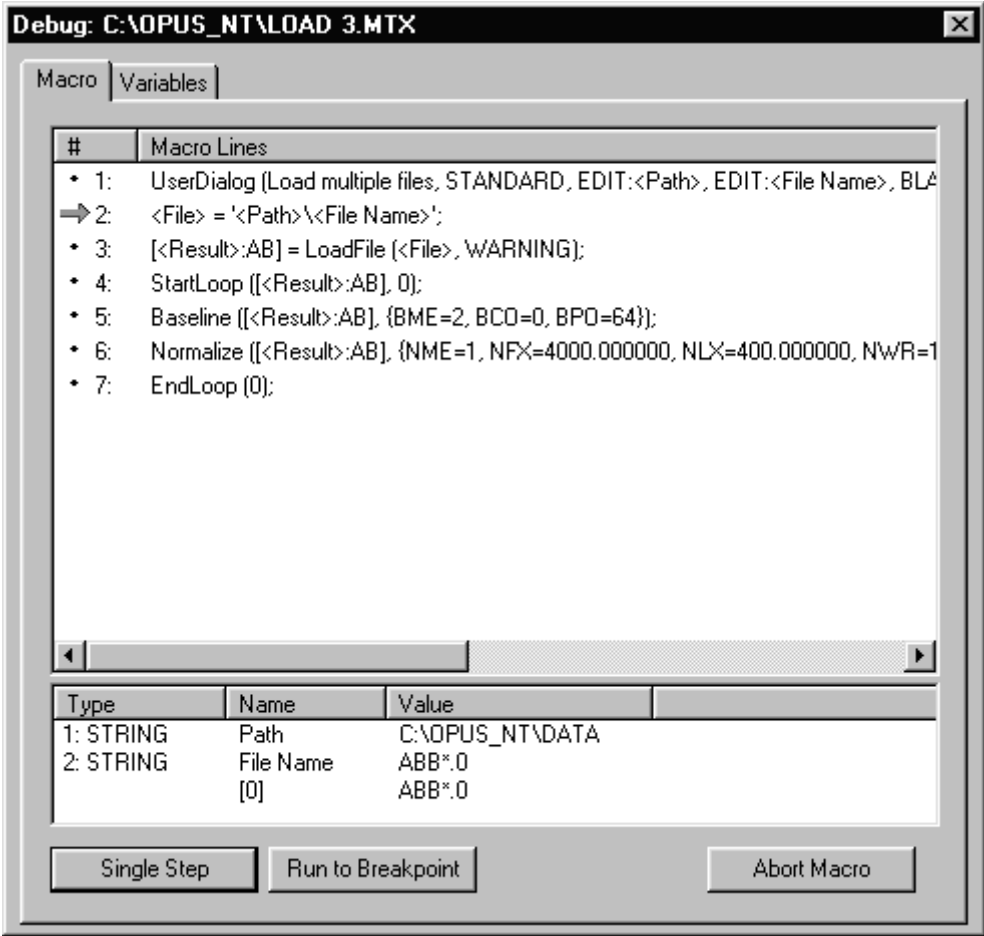 Debug: C:\OPUS_NT\LOAD 3.MTX
Macro Variables
# Macro Lines
1: UserDialog (Load multiple files, STANDARD, EDIT:<Path>, EDIT:<File Name>, BLA
2: <File> = '<Path>\<File Name>';
3: [<Result>:AB] = LoadFile (<File>, WARNING);
4: StartLoop ([<Result>:AB], 0);
5: Baseline ([<Result>:AB], {BME=2, BCO=0, BPO=64});
6: Normalize ([<Result>:AB], {NME=1, NFX=4000.000000, NLX=400.000000, NWR=1
7: EndLoop (0);
Type Name Value
1: STRING Path C:\OPUS_NT\DATA
2: STRING File Name ABB*.0
[0] ABB*.0
Single Step Run to Breakpoint Abort Macro